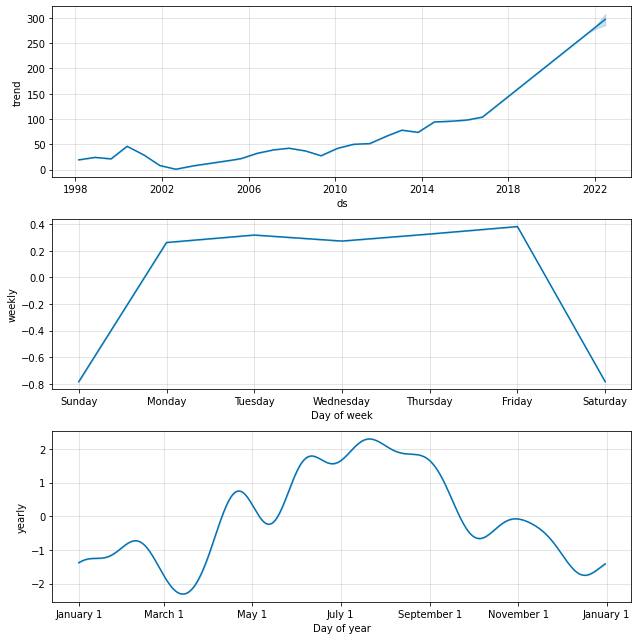 300
250
200
150
100
50
0
trend
1998 2002 2006 2010 2014 2018 2022
ds
0.4
0.2
0.0
−0.2
−0.4
−0.6
−0.8
weekly
Sunday Monday Tuesday Wednesday Thursday Friday Saturday
Day of week
2
1
0
−1
−2
yearly
January 1 March 1 May 1 July 1 September 1 November 1 January 1
Day of year